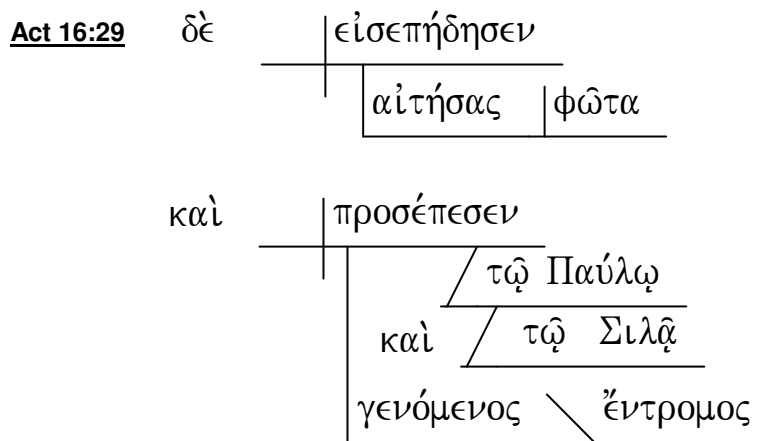 Act 16:29 δὲ εἰσεπήδησεν
αἰτήσας φῶτα
καὶ προσέπεσεν
τῷ Παύλῳ
καὶ τῷ Σιλᾷ
γενόμενος ἔντρομος